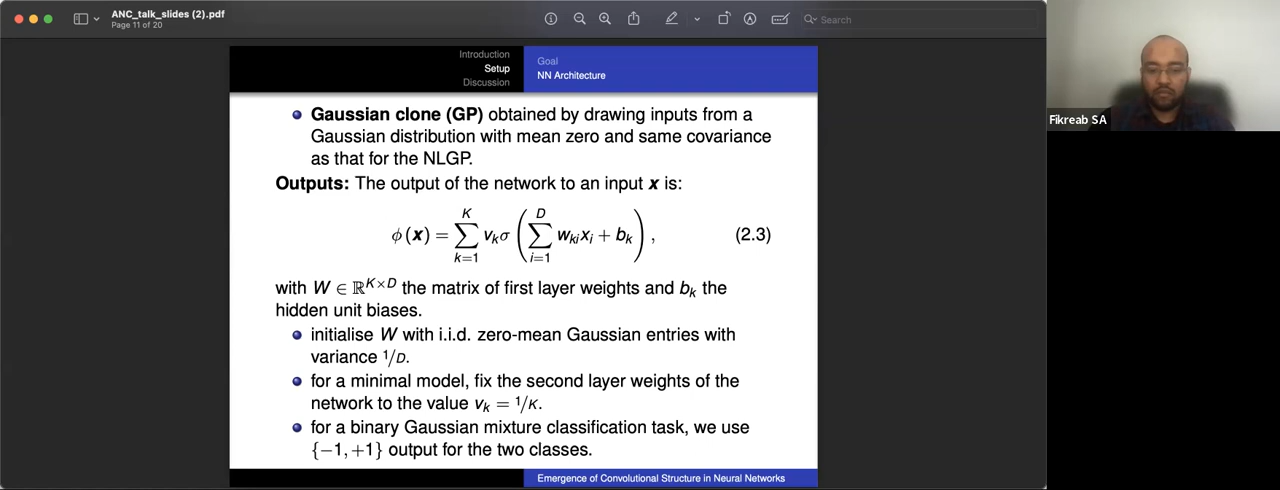 ANC_talk_slides (2).pdf
Page 11 of 20
Search
Introduction
Setup
Discussion
Goal
NN Architecture
Gaussian clone (GP) obtained by drawing inputs from a
Gaussian distribution with mean zero and same covariance
as that for the NLGP.
Outputs: The output of the network to an input x is:
ϕ(x) = ∑_{k=1}^{K} v_k σ ( ∑_{i=1}^{D} w_{ki} x_i + b_k ) , (2.3)
with W ∈ ℝ^{K×D} the matrix of first layer weights and b_k the
hidden unit biases.
initialise W with i.i.d. zero-mean Gaussian entries with
variance 1/D.
for a minimal model, fix the second layer weights of the
network to the value v_k = 1/K.
for a binary Gaussian mixture classification task, we use
{−1, +1} output for the two classes.
Emergence of Convolutional Structure in Neural Networks
Fikreab SA